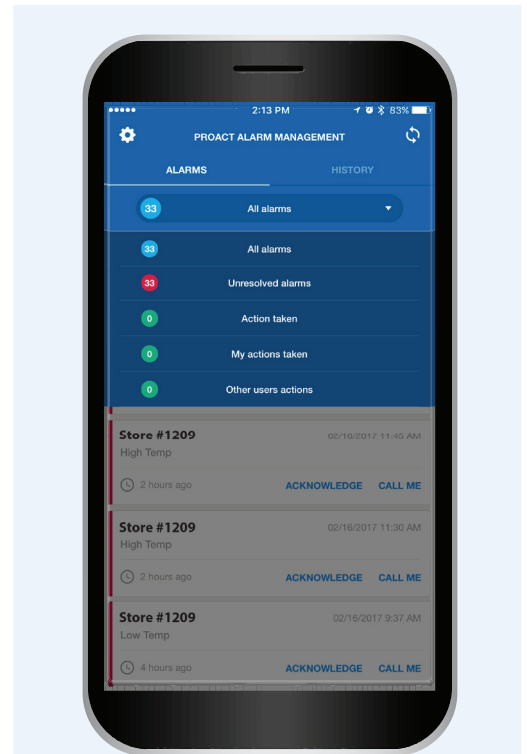 2:13 PM 83%
PROACT ALARM MANAGEMENT
ALARMS HISTORY
33 All alarms
33 All alarms
33 Unresolved alarms
0 Action taken
0 My actions taken
0 Other users actions
Store #1209 02/16/2017 11:45 AM
High Temp
2 hours ago ACKNOWLEDGE CALL ME
Store #1209 02/16/2017 11:30 AM
High Temp
2 hours ago ACKNOWLEDGE CALL ME
Store #1209 02/16/2017 9:37 AM
Low Temp
4 hours ago ACKNOWLEDGE CALL ME